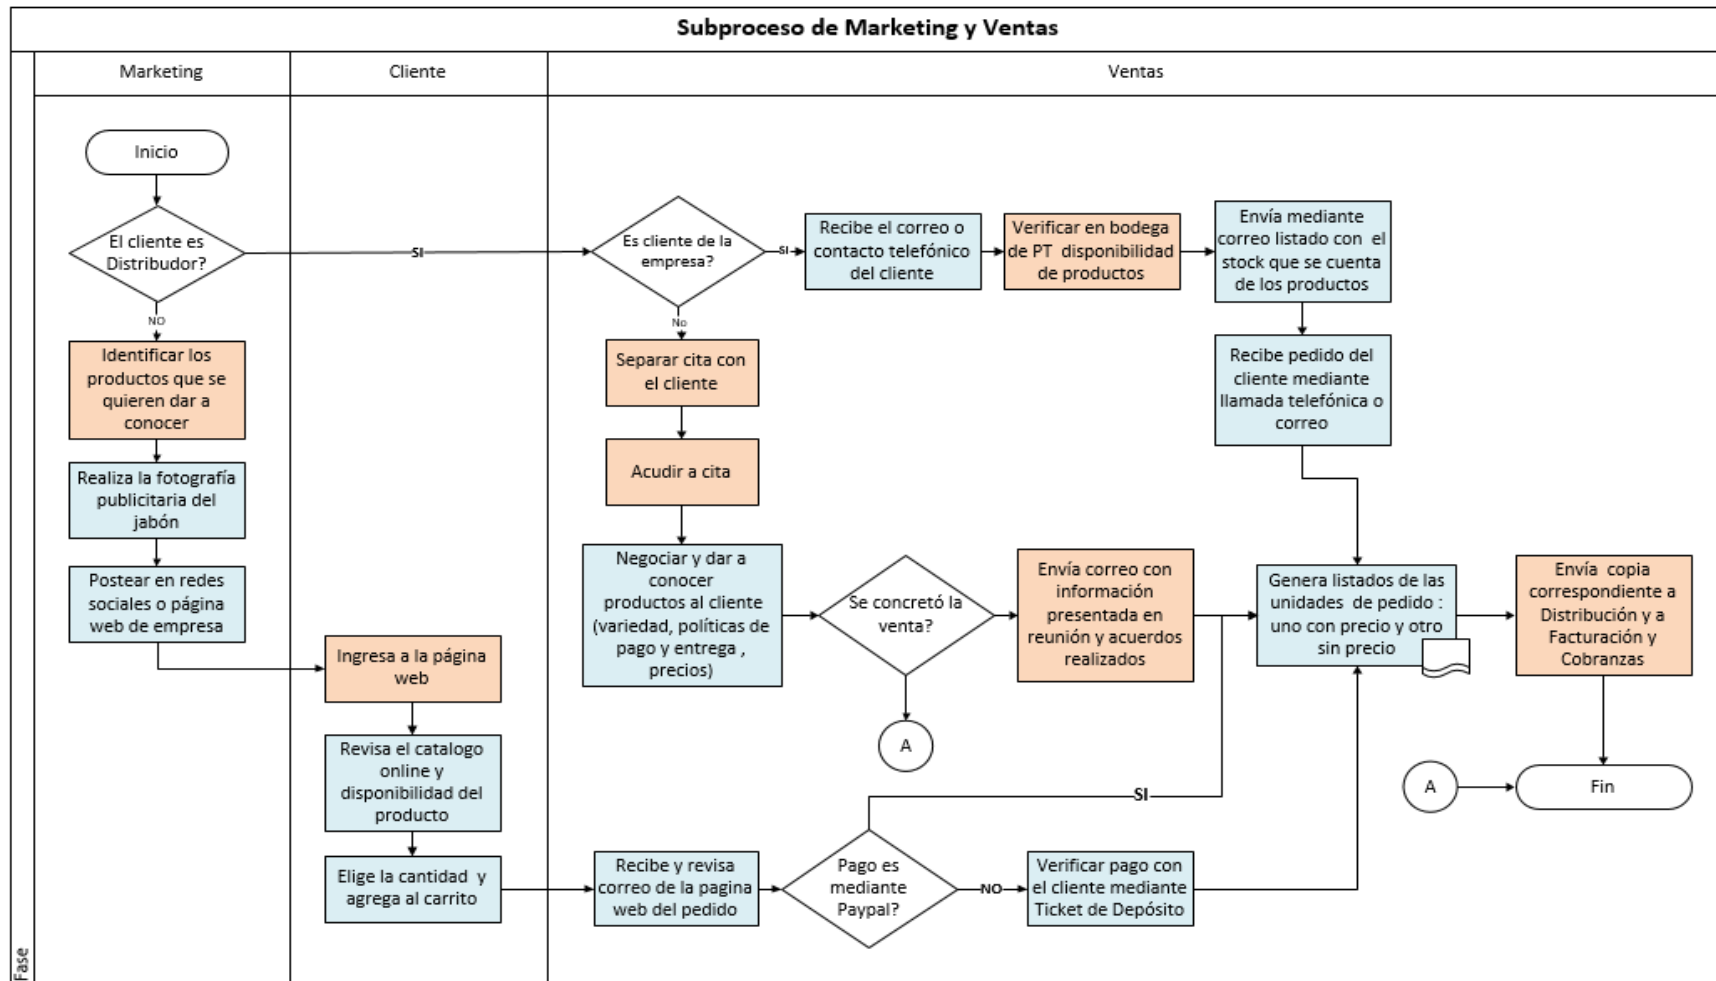 Subproceso de Marketing y Ventas
Fase
Marketing
Cliente
Ventas
Inicio
El cliente es
Distribudor?
SI
NO
Identificar los
productos que se
quieren dar a
conocer
Realiza la fotografía
publicitaria del
jabón
Postear en redes
sociales o página
web de empresa
Ingresa a la página
web
Revisa el catalogo
online y
disponibilidad del
producto
Elige la cantidad y
agrega al carrito
Es cliente de la
empresa?
SI
No
Recibe el correo o
contacto telefónico
del cliente
Verificar en bodega
de PT disponibilidad
de productos
Envía mediante
correo listado con el
stock que se cuenta
de los productos
Recibe pedido del
cliente mediante
llamada telefónica o
correo
Separar cita con
el cliente
Acudir a cita
Negociar y dar a
conocer
productos al cliente
(variedad, políticas de
pago y entrega ,
precios)
Se concretó la
venta?
A
Envía correo con
información
presentada en
reunión y acuerdos
realizados
Genera listados de las
unidades de pedido :
uno con precio y otro
sin precio
Envía copia
correspondiente a
Distribución y a
Facturación y
Cobranzas
A
Fin
Recibe y revisa
correo de la pagina
web del pedido
Pago es
mediante
Paypal?
SI
NO
Verificar pago con
el cliente mediante
Ticket de Depósito